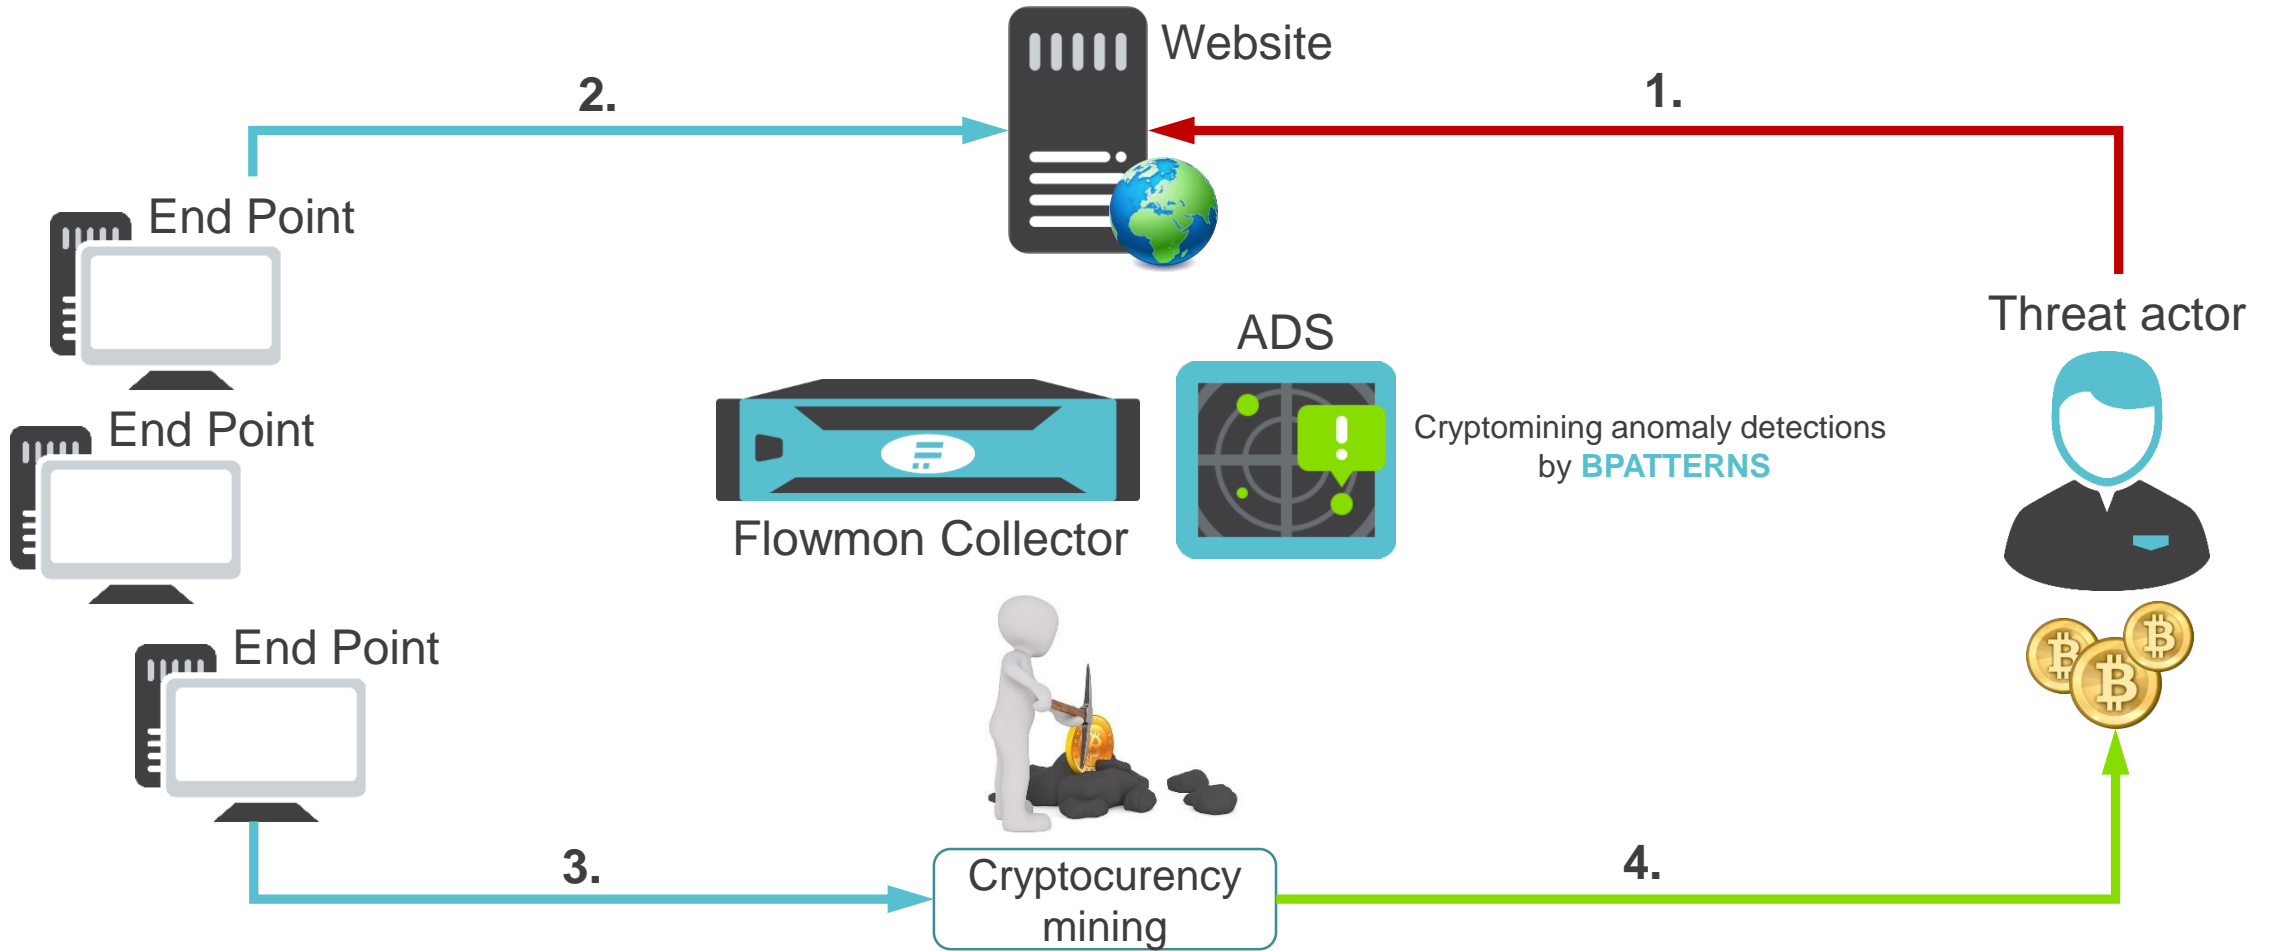 Website
1.
2.
End Point
Threat actor
ADS
End Point
Cryptomining anomaly detections
by BPATTERNS
Flowmon Collector
End Point
3.
4.
Cryptocurency
mining